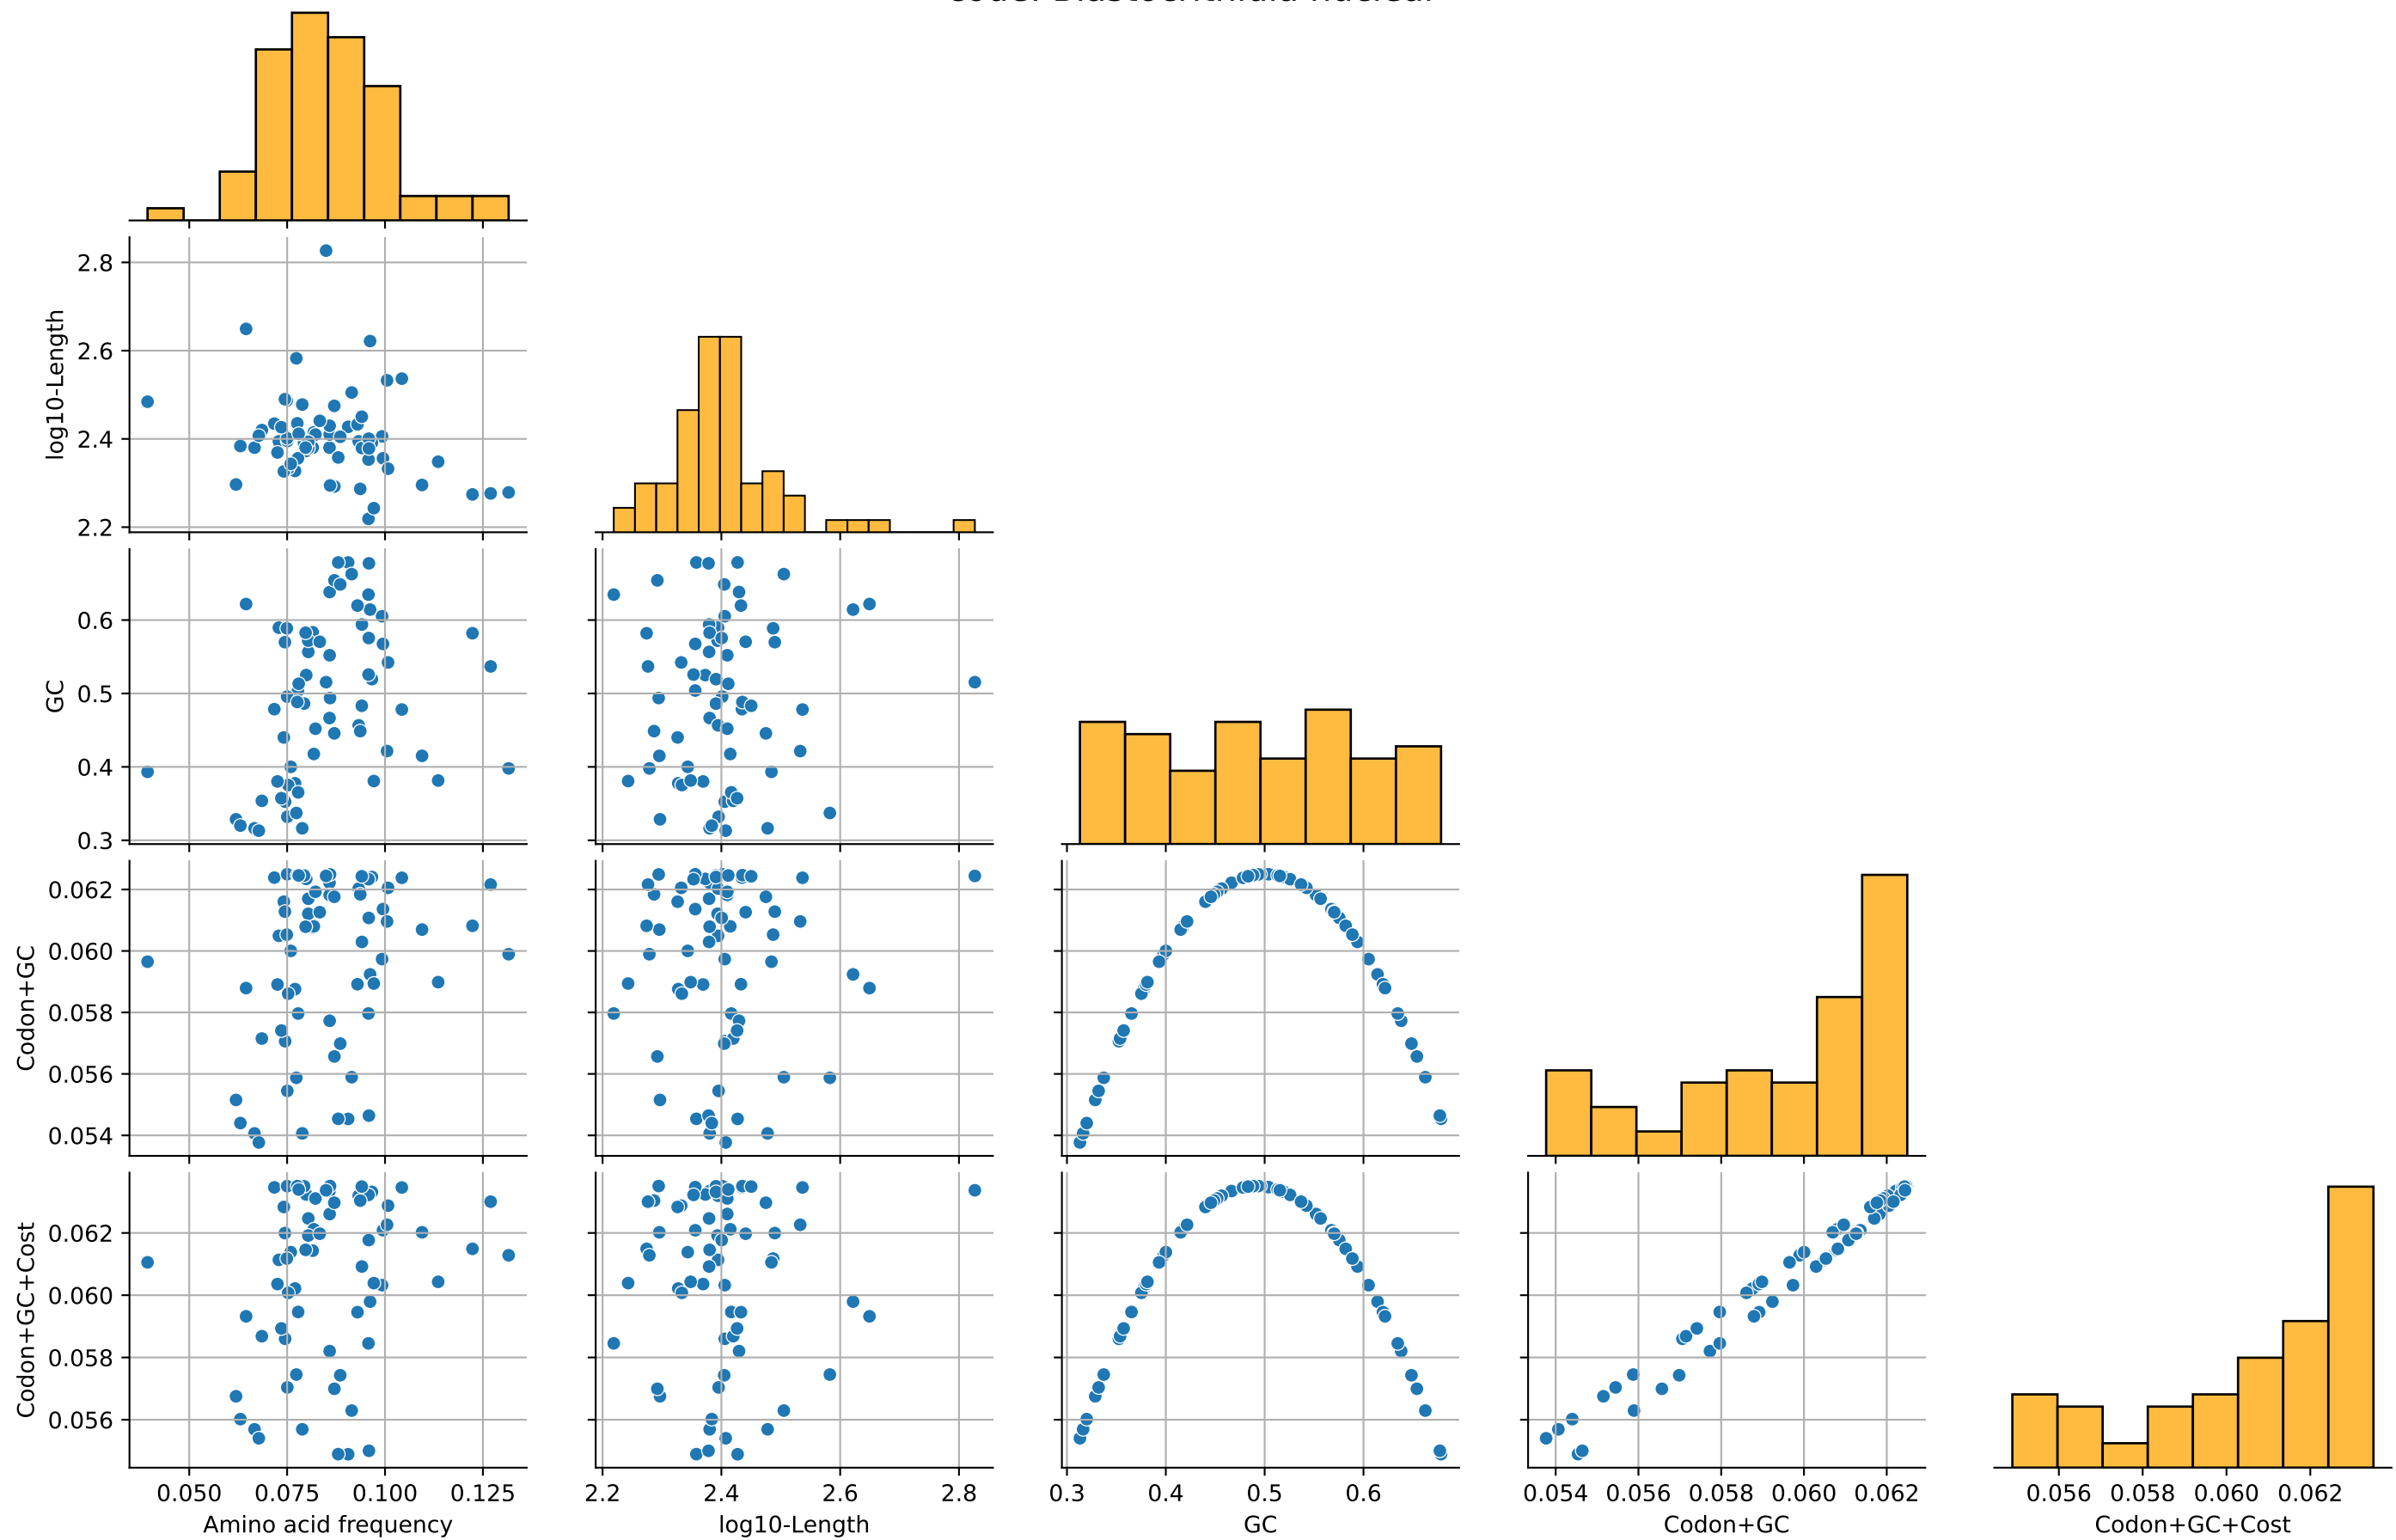 2.8
2.6
2.4
2.2
log10-Length
0.6
0.5
0.4
0.3
GC
0.062
0.060
0.058
0.056
0.054
Codon+GC
0.062
0.060
0.058
0.056
Codon+GC+Cost
0.050 0.075 0.100 0.125
2.2 2.4 2.6 2.8
0.3 0.4 0.5 0.6
0.054 0.056 0.058 0.060 0.062
0.056 0.058 0.060 0.062
Amino acid frequency
log10-Length
GC
Codon+GC
Codon+GC+Cost